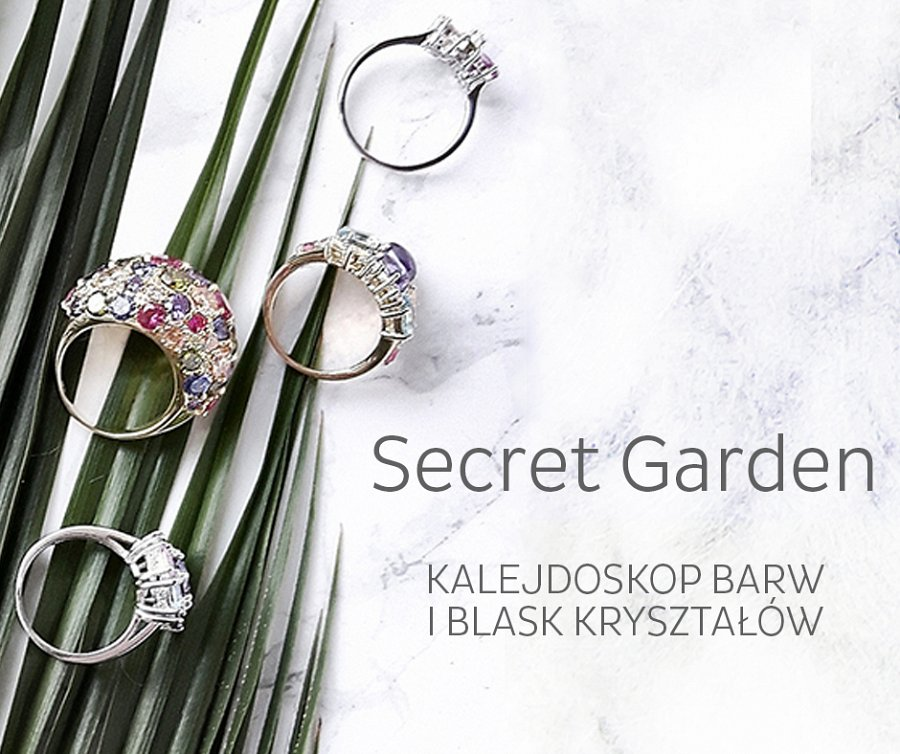 Secret Garden
KALEJDOSKOP BARW
I BLASK KRYSZTAŁÓW